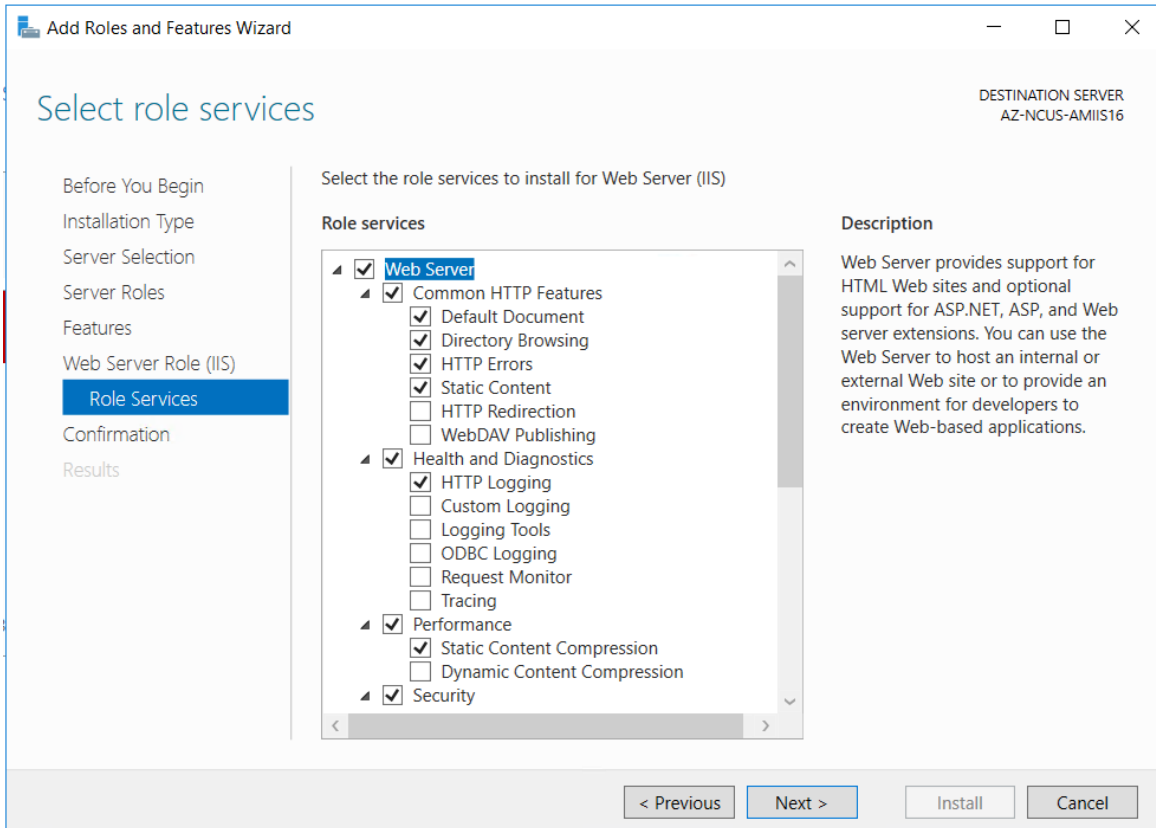 Add Roles and Features Wizard
Select role services
DESTINATION SERVER
AZ-NCUS-AMIIS16
Before You Begin
Installation Type
Server Selection
Server Roles
Features
Web Server Role (IIS)
Role Services
Confirmation
Results
Select the role services to install for Web Server (IIS)
Role services
Web Server
Common HTTP Features
Default Document
Directory Browsing
HTTP Errors
Static Content
HTTP Redirection
WebDAV Publishing
Health and Diagnostics
HTTP Logging
Custom Logging
Logging Tools
ODBC Logging
Request Monitor
Tracing
Performance
Static Content Compression
Dynamic Content Compression
Security
Description
Web Server provides support for
HTML Web sites and optional
support for ASP.NET, ASP, and Web
server extensions. You can use the
Web Server to host an internal or
external Web site or to provide an
environment for developers to
create Web-based applications.
< Previous
Next >
Install
Cancel